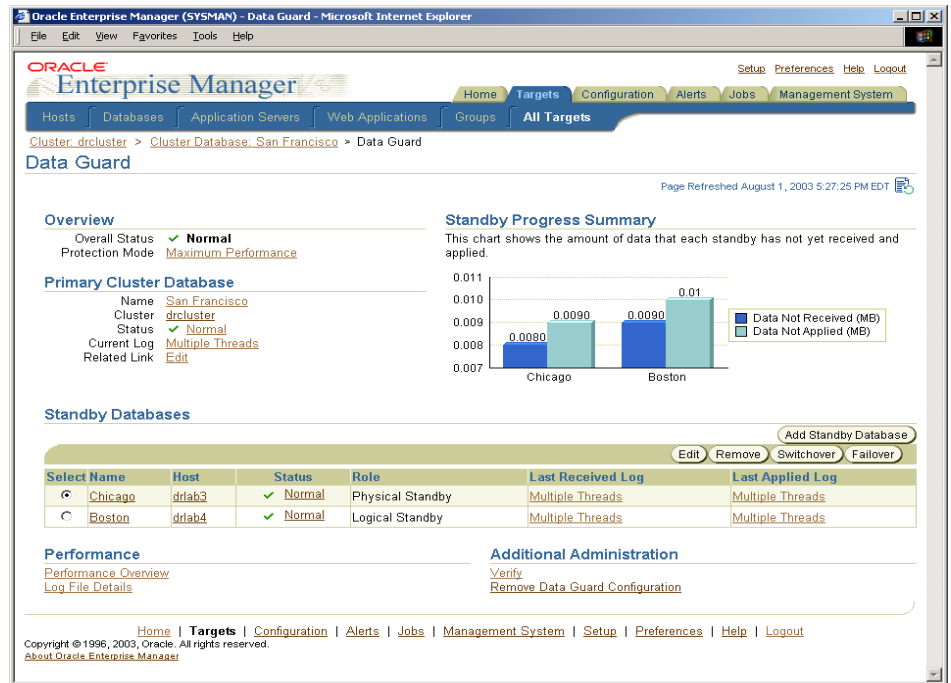 Oracle Enterprise Manager (SYSMAN) - Data Guard - Microsoft Internet Explorer
File Edit View Favorites Tools Help
ORACLE
Enterprise Manager
Setup Preferences Help Logout
Home Targets Configuration Alerts Jobs Management System
Hosts Databases Application Servers Web Applications Groups All Targets
Cluster: drcluster > Cluster Database: San Francisco > Data Guard
Data Guard
Page Refreshed August 1, 2003 5:27:25 PM EDT
Overview
Overall Status Normal
Protection Mode Maximum Performance
Primary Cluster Database
Name San Francisco
Cluster drcluster
Status Normal
Current Log Multiple Threads
Related Link Edit
Standby Progress Summary
This chart shows the amount of data that each standby has not yet received and
applied.
0.011
0.010
0.009
0.008
0.007
0.0080
0.0090
0.0090
0.01
Chicago Boston
Data Not Received (MB)
Data Not Applied (MB)
Standby Databases
Add Standby Database
Edit Remove Switchover Failover
Select Name Host Status Role Last Received Log Last Applied Log
Chicago drlab3 Normal Physical Standby Multiple Threads Multiple Threads
Boston drlab4 Normal Logical Standby Multiple Threads Multiple Threads
Performance
Performance Overview
Log File Details
Additional Administration
Verify
Remove Data Guard Configuration
Home | Targets | Configuration | Alerts | Jobs | Management System | Setup | Preferences | Help | Logout
Copyright © 1996, 2003, Oracle. All rights reserved.
About Oracle Enterprise Manager